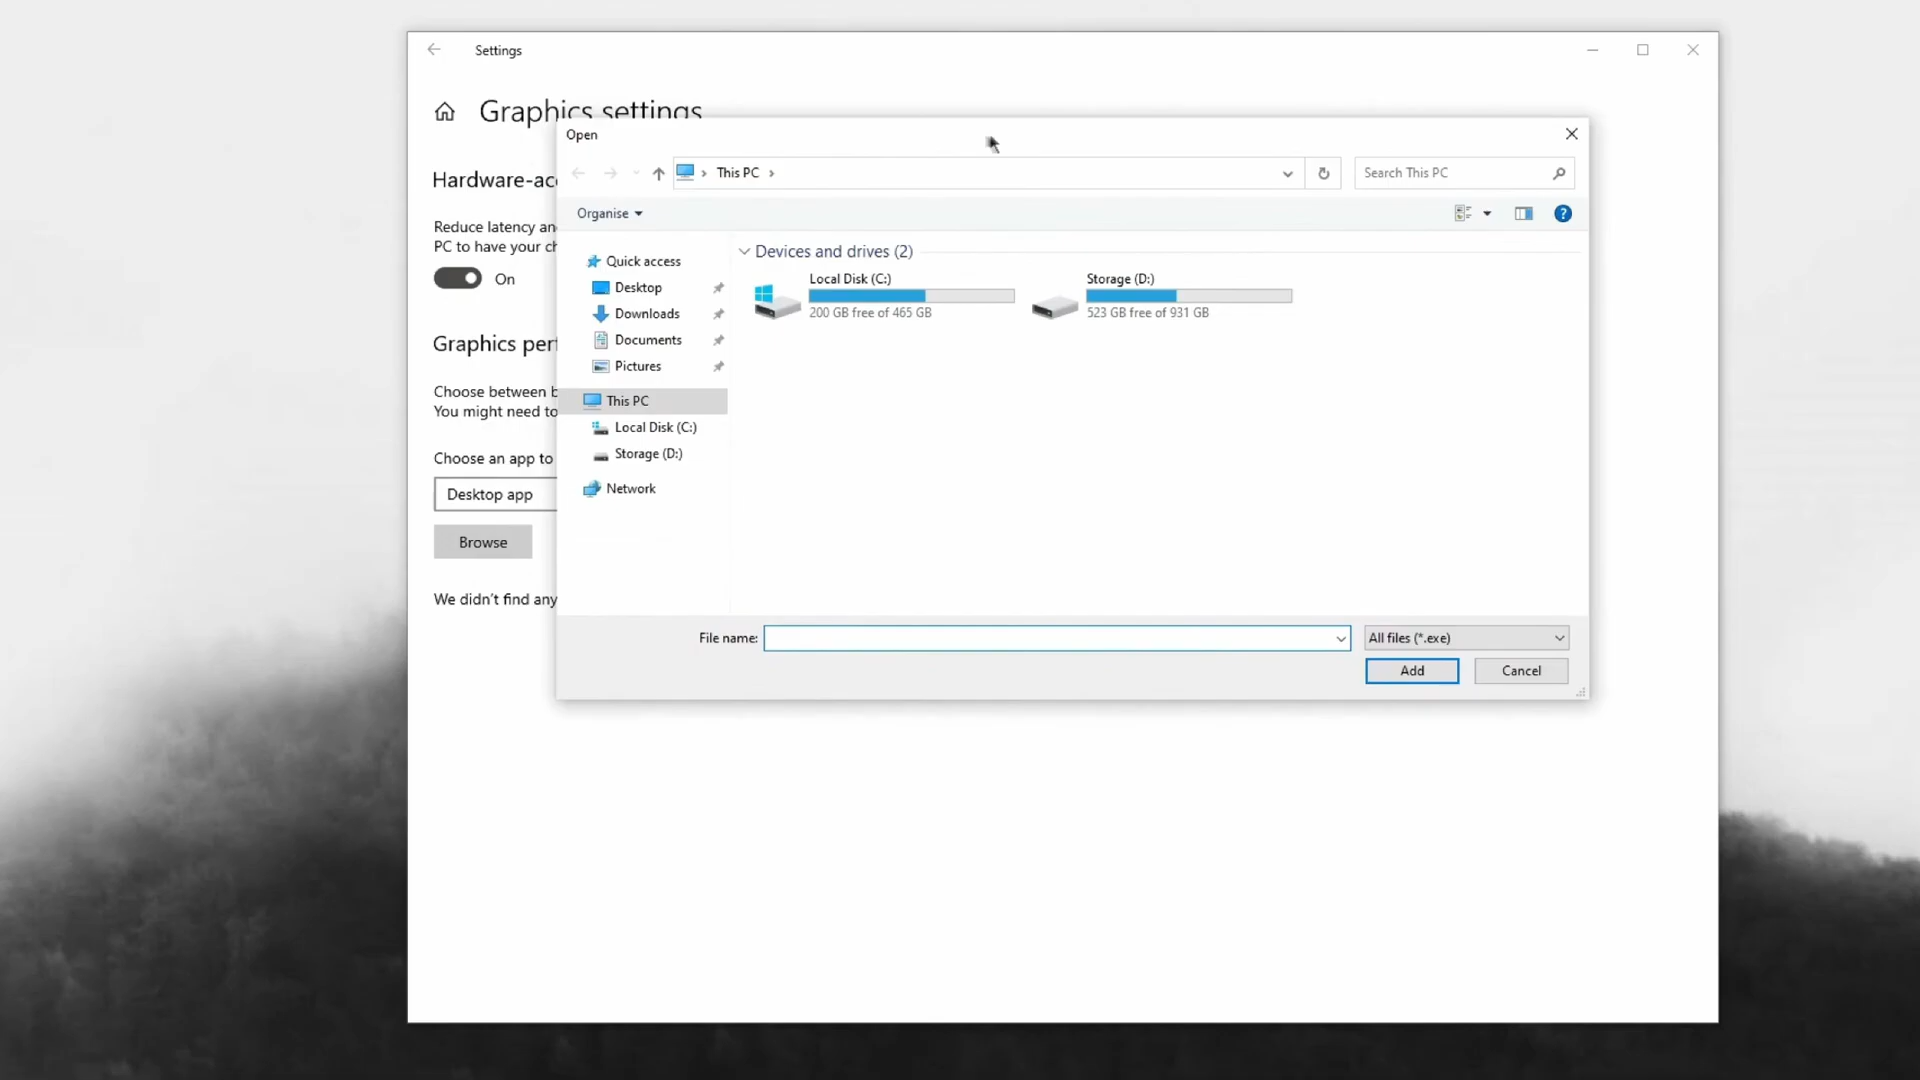 Settings
Graphics settings
Open
This PC
Search This PC
Hardware-acc
Organise
Reduce latency an
PC to have your ch
On
Quick access
Desktop
Downloads
Documents
Pictures
This PC
Local Disk (C:)
Storage (D:)
Network
Devices and drives (2)
Local Disk (C:)
200 GB free of 465 GB
Storage (D:)
523 GB free of 931 GB
Graphics perf
Choose between b
You might need to
Choose an app to
Desktop app
Browse
We didn't find any
File name:
All files (*.exe)
Add
Cancel